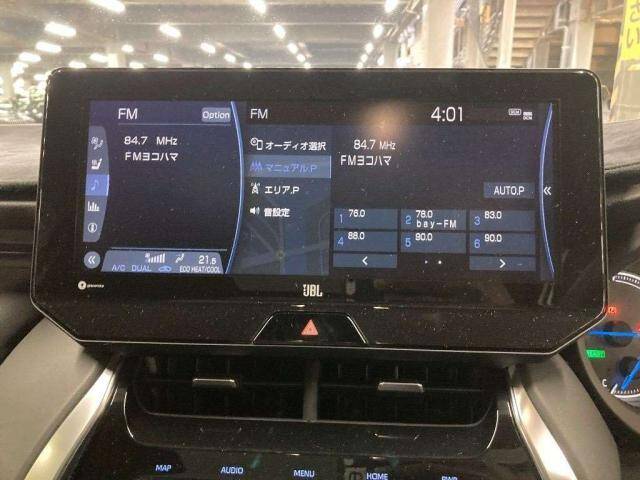 FM
Option
84.7 MHz
FMヨコハマ
A/C DUAL
21.5
ECO HEAT/COOL
FM
4:01
オーディオ選択
マニュアル.P
エリア.P
音設定
84.7 MHz
FMヨコハマ
AUTO.P
1 76.0
2 78.0 bay-FM
3 83.0
4 88.0
5 90.0
6 90.0
JBL
MAP AUDIO MENU HOME